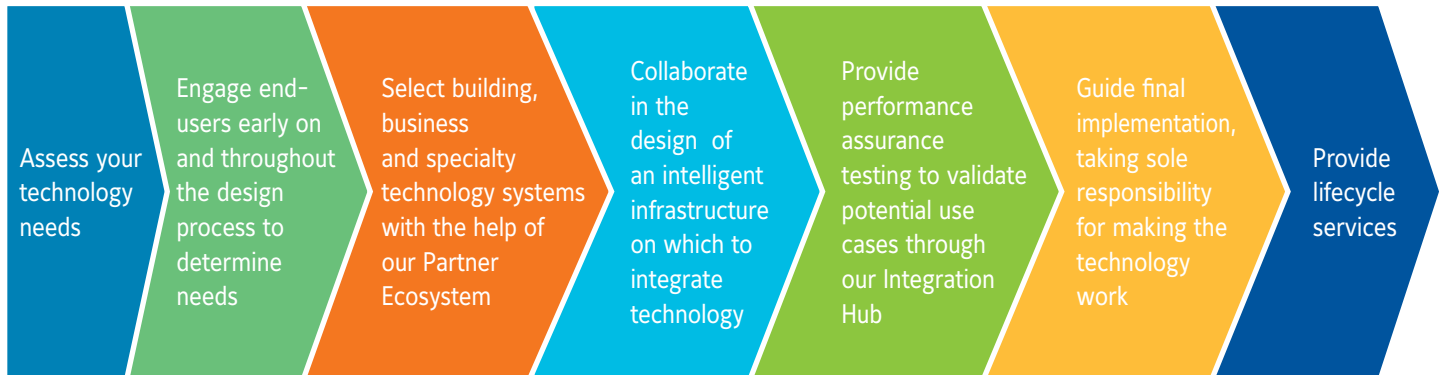 Assess your
technology
needs
Engage end-
users early on
and throughout
the design
process to
determine
needs
Select building,
business
and specialty
technology systems
with the help of
our Partner
Ecosystem
Collaborate
in the
design of
an intelligent
infrastructure
on which to
integrate
technology
Provide
performance
assurance
testing to validate
potential use
cases through
our Integration
Hub
Guide final
implementation,
taking sole
responsibility
for making the
technology
work
Provide
lifecycle
services